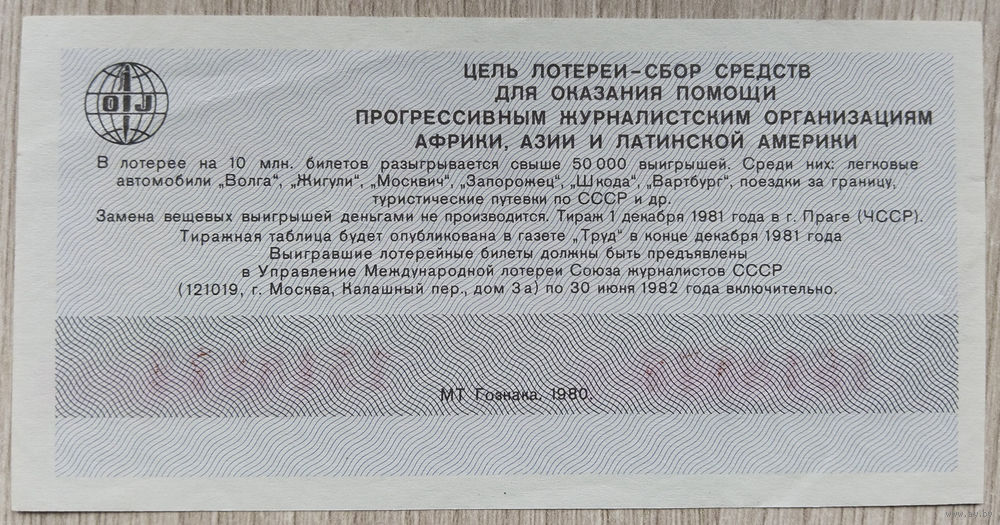 OIJ
ЦЕЛЬ ЛОТЕРЕИ-СБОР СРЕДСТВ
ДЛЯ ОКАЗАНИЯ ПОМОЩИ
ПРОГРЕССИВНЫМ ЖУРНАЛИСТСКИМ ОРГАНИЗАЦИЯМ
АФРИКИ, АЗИИ И ЛАТИНСКОЙ АМЕРИКИ
В лотерее на 10 млн. билетов разыгрывается свыше 50 000 выигрышей. Среди них: легковые
автомобили „Волга“, „Жигули“, „Москвич“, „Запорожец“, „Шкода“, „Вартбург“, поездки за границу,
туристические путевки по СССР и др.
Замена вещевых выигрышей деньгами не производится. Тираж 1 декабря 1981 года в г. Праге (ЧССР).
Тиражная таблица будет опубликована в газете „Труд“ в конце декабря 1981 года
Выигравшие лотерейные билеты должны быть предъявлены
в Управление Международной лотереи Союза журналистов СССР
(121019, г. Москва, Калашный пер., дом 3а) по 30 июня 1982 года включительно.
МТ Гознака. 1980.
www.ay.by